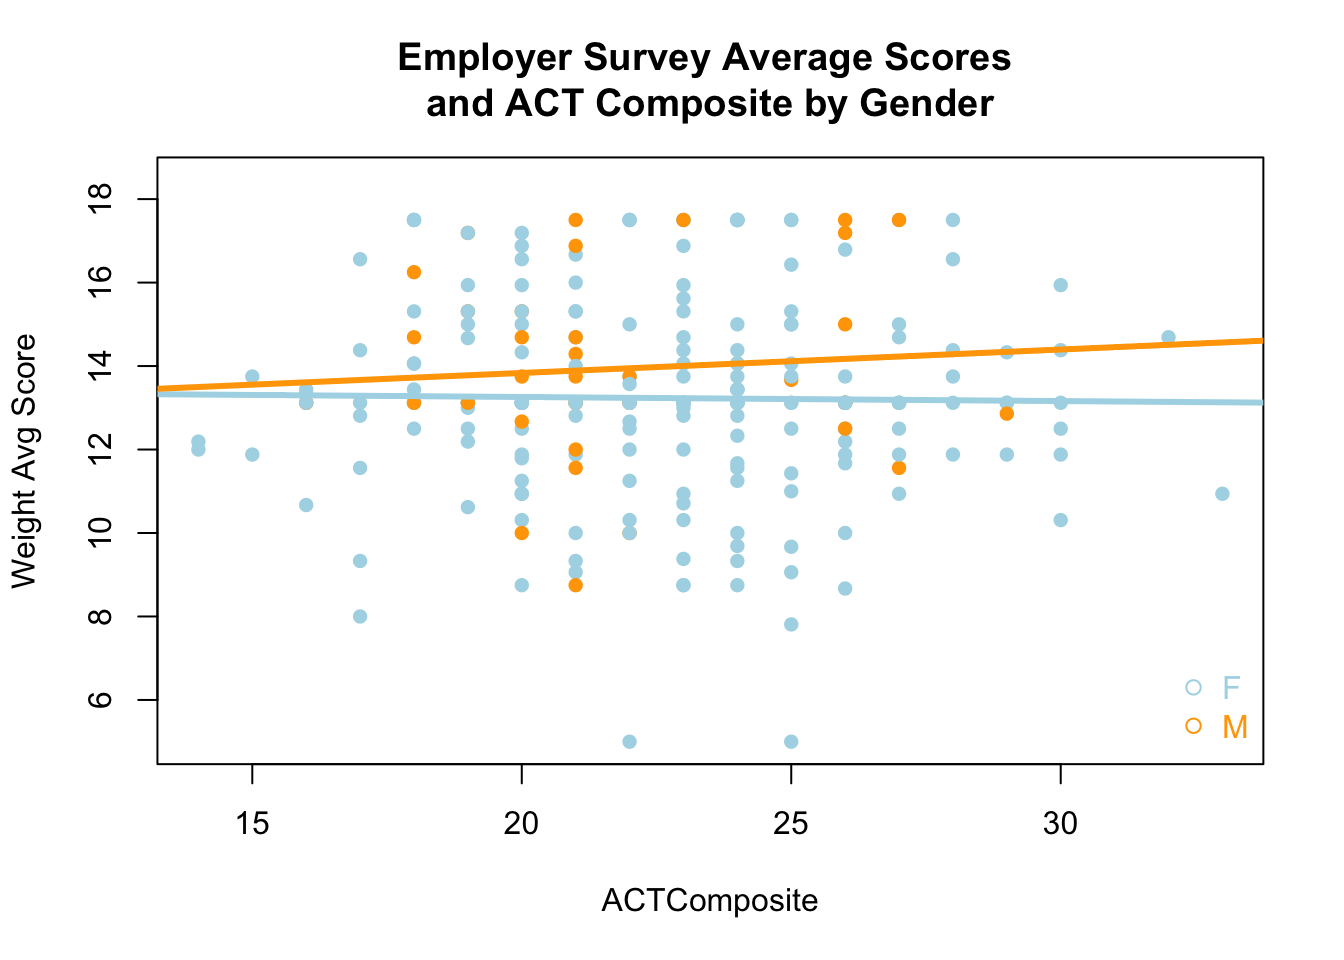 Employer Survey Average Scores
and ACT Composite by Gender
Weight Avg Score
18
16
14
12
10
8
6
F
M
15 20 25 30
ACTComposite